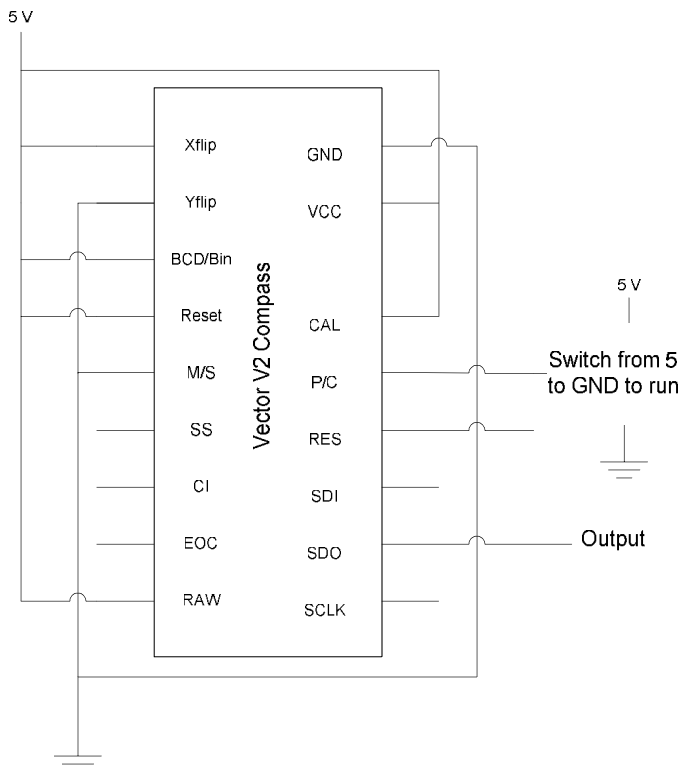 5 V
Xflip
Yflip
BCD/Bin
Reset
M/S
SS
CI
EOC
RAW
Vector V2 Compass
GND
VCC
CAL
P/C
RES
SDI
SDO
SCLK
5 V
Switch from 5
to GND to run
Output